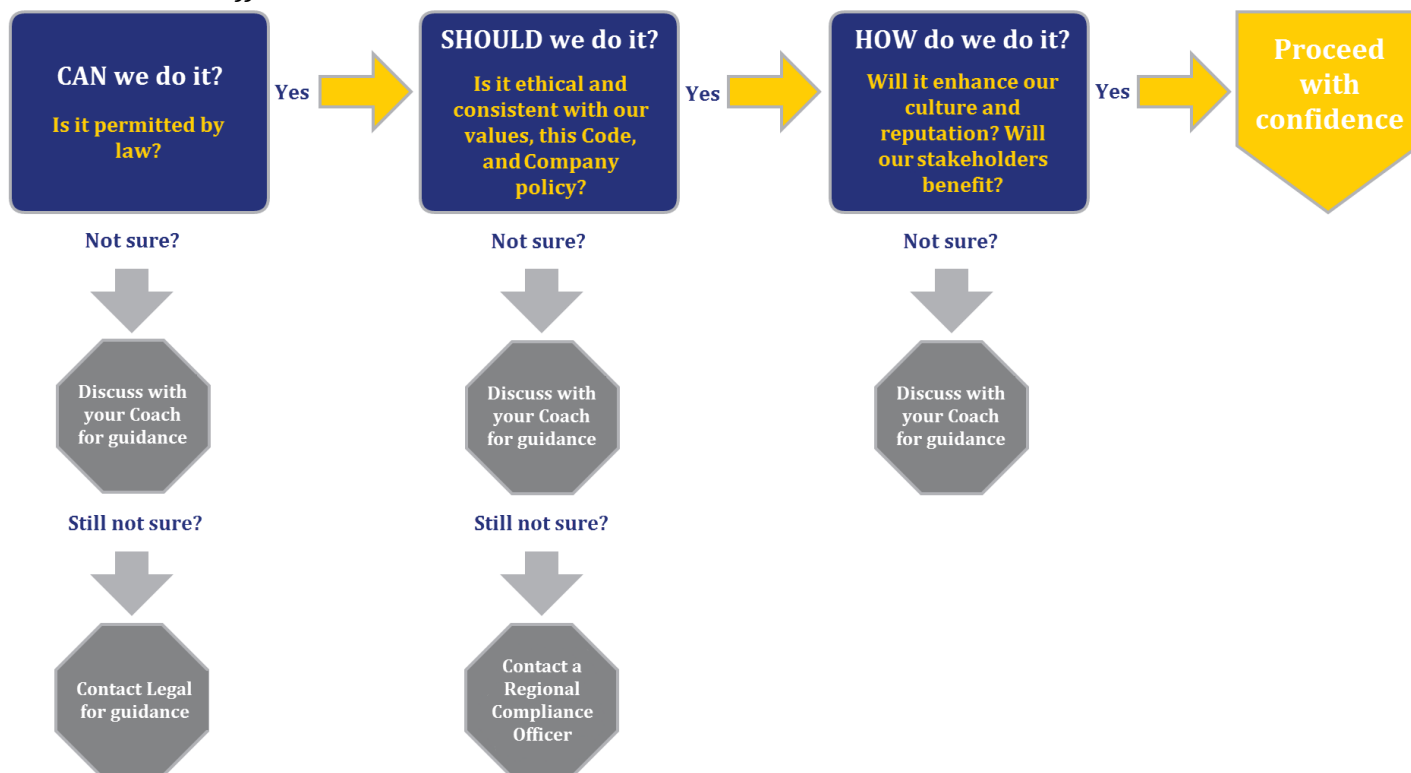 CAN we do it?
Is it permitted by
law?
Yes
SHOULD we do it?
Is it ethical and
consistent with our
values, this Code,
and Company
policy?
Yes
HOW do we do it?
Will it enhance our
culture and
reputation? Will
our stakeholders
benefit?
Yes
Proceed
with
confidence
Not sure?
Not sure?
Not sure?
Discuss with
your Coach
for guidance
Discuss with
your Coach
for guidance
Discuss with
your Coach
for guidance
Still not sure?
Still not sure?
Contact Legal
for guidance
Contact a
Regional
Compliance
Officer